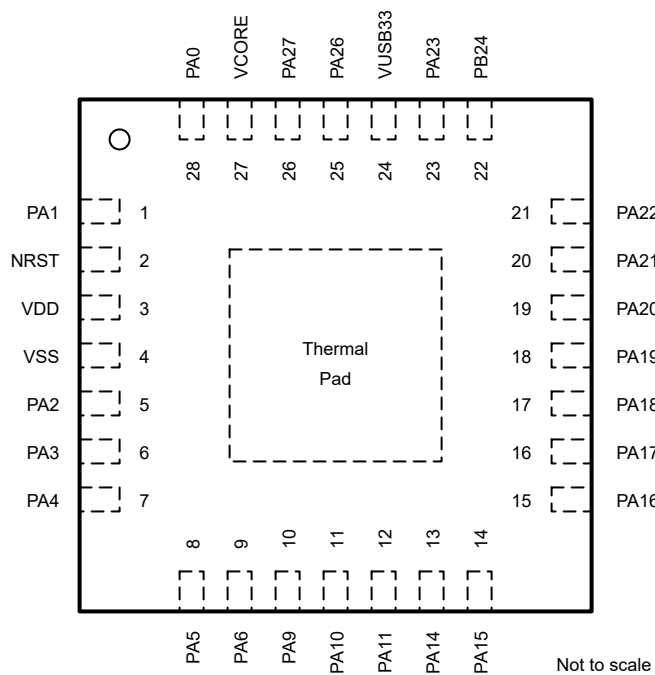 PA0
VCORE
PA27
PA26
VUSB33
PA23
PB24
28
27
26
25
24
23
22
PA1 1
NRST 2
VDD 3
VSS 4
PA2 5
PA3 6
PA4 7
21 PA22
20 PA21
19 PA20
18 PA19
17 PA18
16 PA17
15 PA16
Thermal
Pad
8
9
10
11
12
13
14
PA5
PA6
PA9
PA10
PA11
PA14
PA15
Not to scale